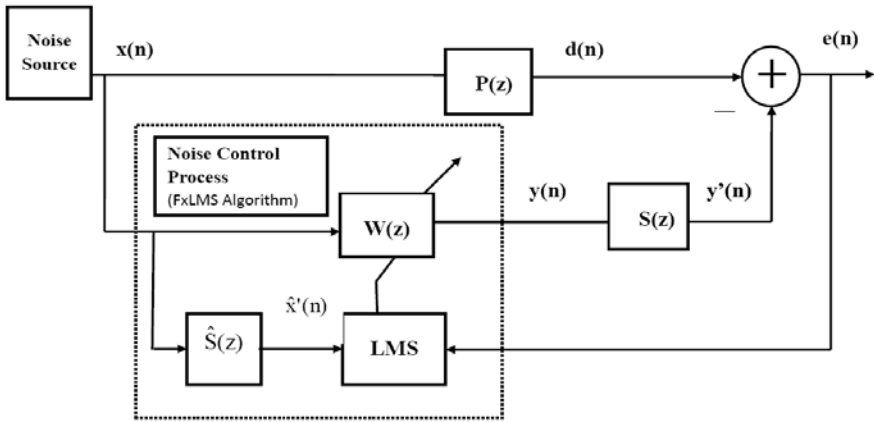 Noise
Source
x(n)
P(z)
d(n)
+
e(n)
—
Noise Control
Process
(FxLMS Algorithm)
W(z)
y(n)
S(z)
y’(n)
Ŝ(z)
x̂'(n)
LMS